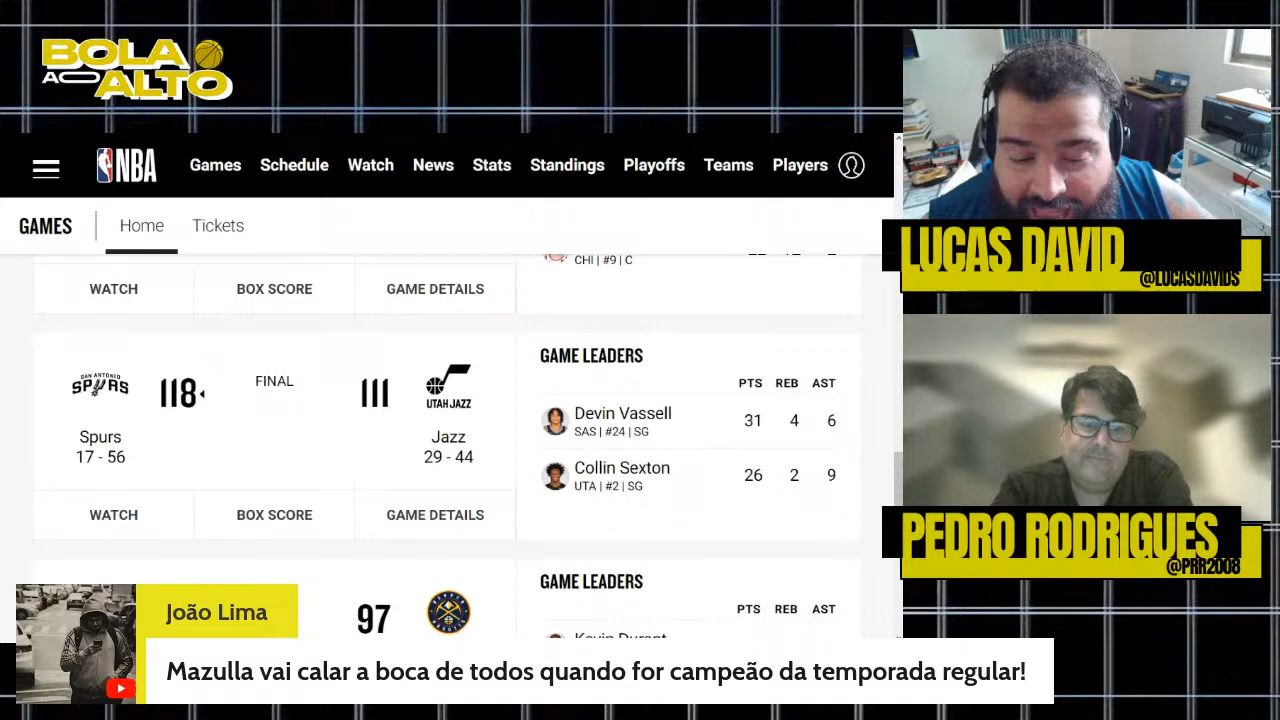 BOLA
AO
ALTO
NBA
Games
Schedule
Watch
News
Stats
Standings
Playoffs
Teams
Players
GAMES
Home
Tickets
CHI | #9 | C
WATCH
BOX SCORE
GAME DETAILS
SAN ANTONIO
SPURS
118
FINAL
111
UTAH JAZZ
Spurs
17 - 56
Jazz
29 - 44
GAME LEADERS
PTS REB AST
Devin Vassell
SAS | #24 | SG
31 4 6
Collin Sexton
UTA | #2 | SG
26 2 9
WATCH
BOX SCORE
GAME DETAILS
97
GAME LEADERS
PTS REB AST
Kevin Durant
LUCAS DAVID
@LUCASDAVIDS
PEDRO RODRIGUES
@PRR2008
João Lima
Mazulla vai calar a boca de todos quando for campeão da temporada regular!